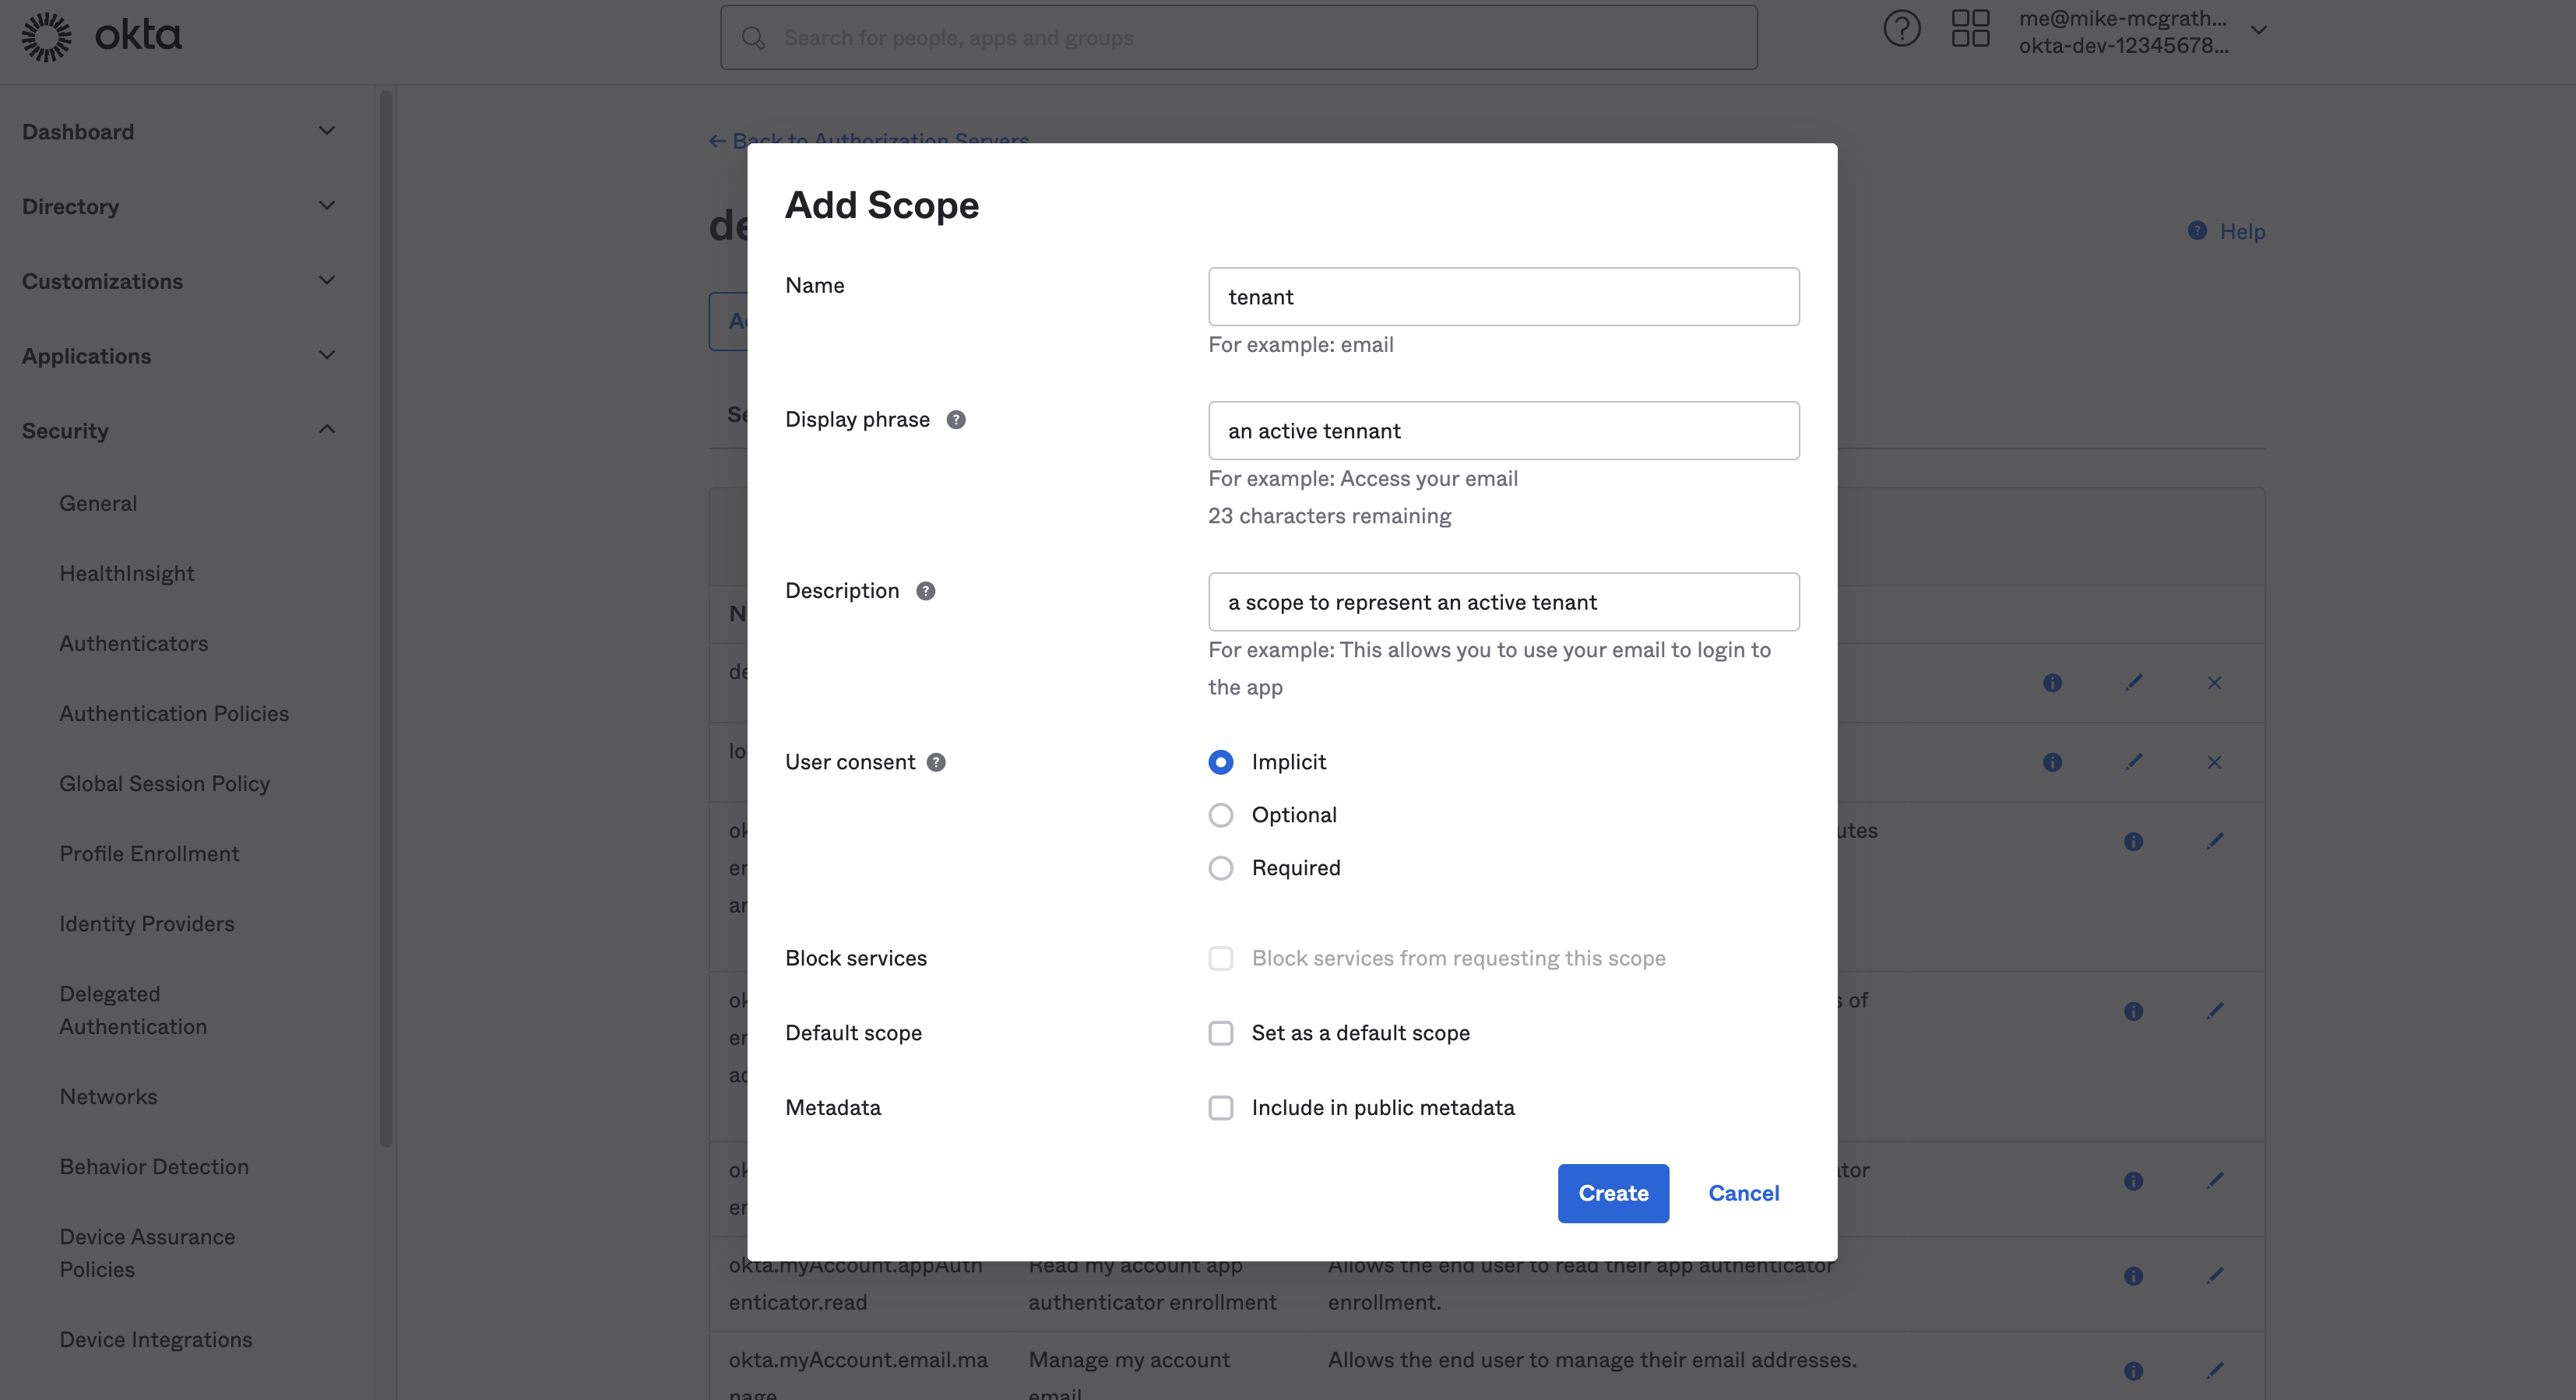 okta
Search for people, apps and groups
me@mike-mcgrath...
okta-dev-12345678...
Dashboard
Directory
Customizations
Applications
Security
General
HealthInsight
Authenticators
Authentication Policies
Global Session Policy
Profile Enrollment
Identity Providers
Delegated
Authentication
Networks
Behavior Detection
Device Assurance
Policies
Device Integrations
Back to Authorization Servers
Help
Add Scope
Name
tenant
For example: email
Display phrase
an active tennant
For example: Access your email
23 characters remaining
Description
a scope to represent an active tenant
For example: This allows you to use your email to login to
the app
User consent
Implicit
Optional
Required
Block services
Block services from requesting this scope
Default scope
Set as a default scope
Metadata
Include in public metadata
Create
Cancel
of
okta.myAccount.appAuth
enticator.read
Read my account app
authenticator enrollment
Allows the end user to read their app authenticator
enrollment.
okta.myAccount.email.ma
nage
Manage my account
email
Allows the end user to manage their email addresses.